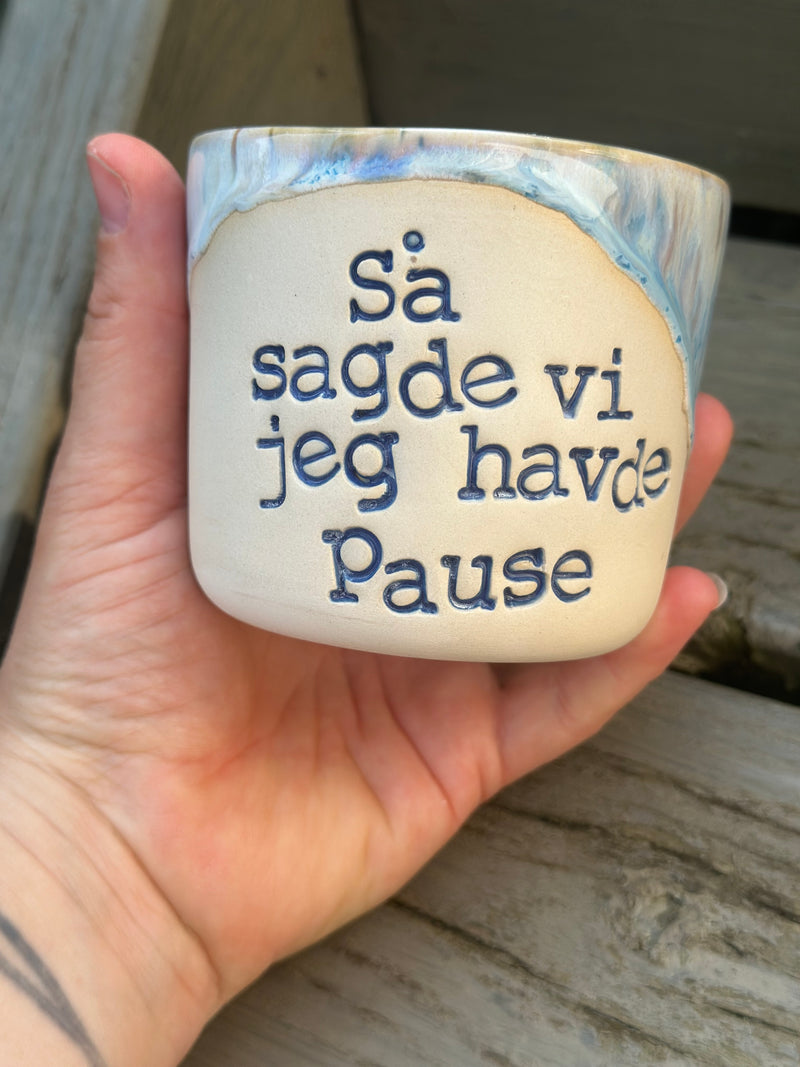 Så
sagde vi
jeg havde
Pause